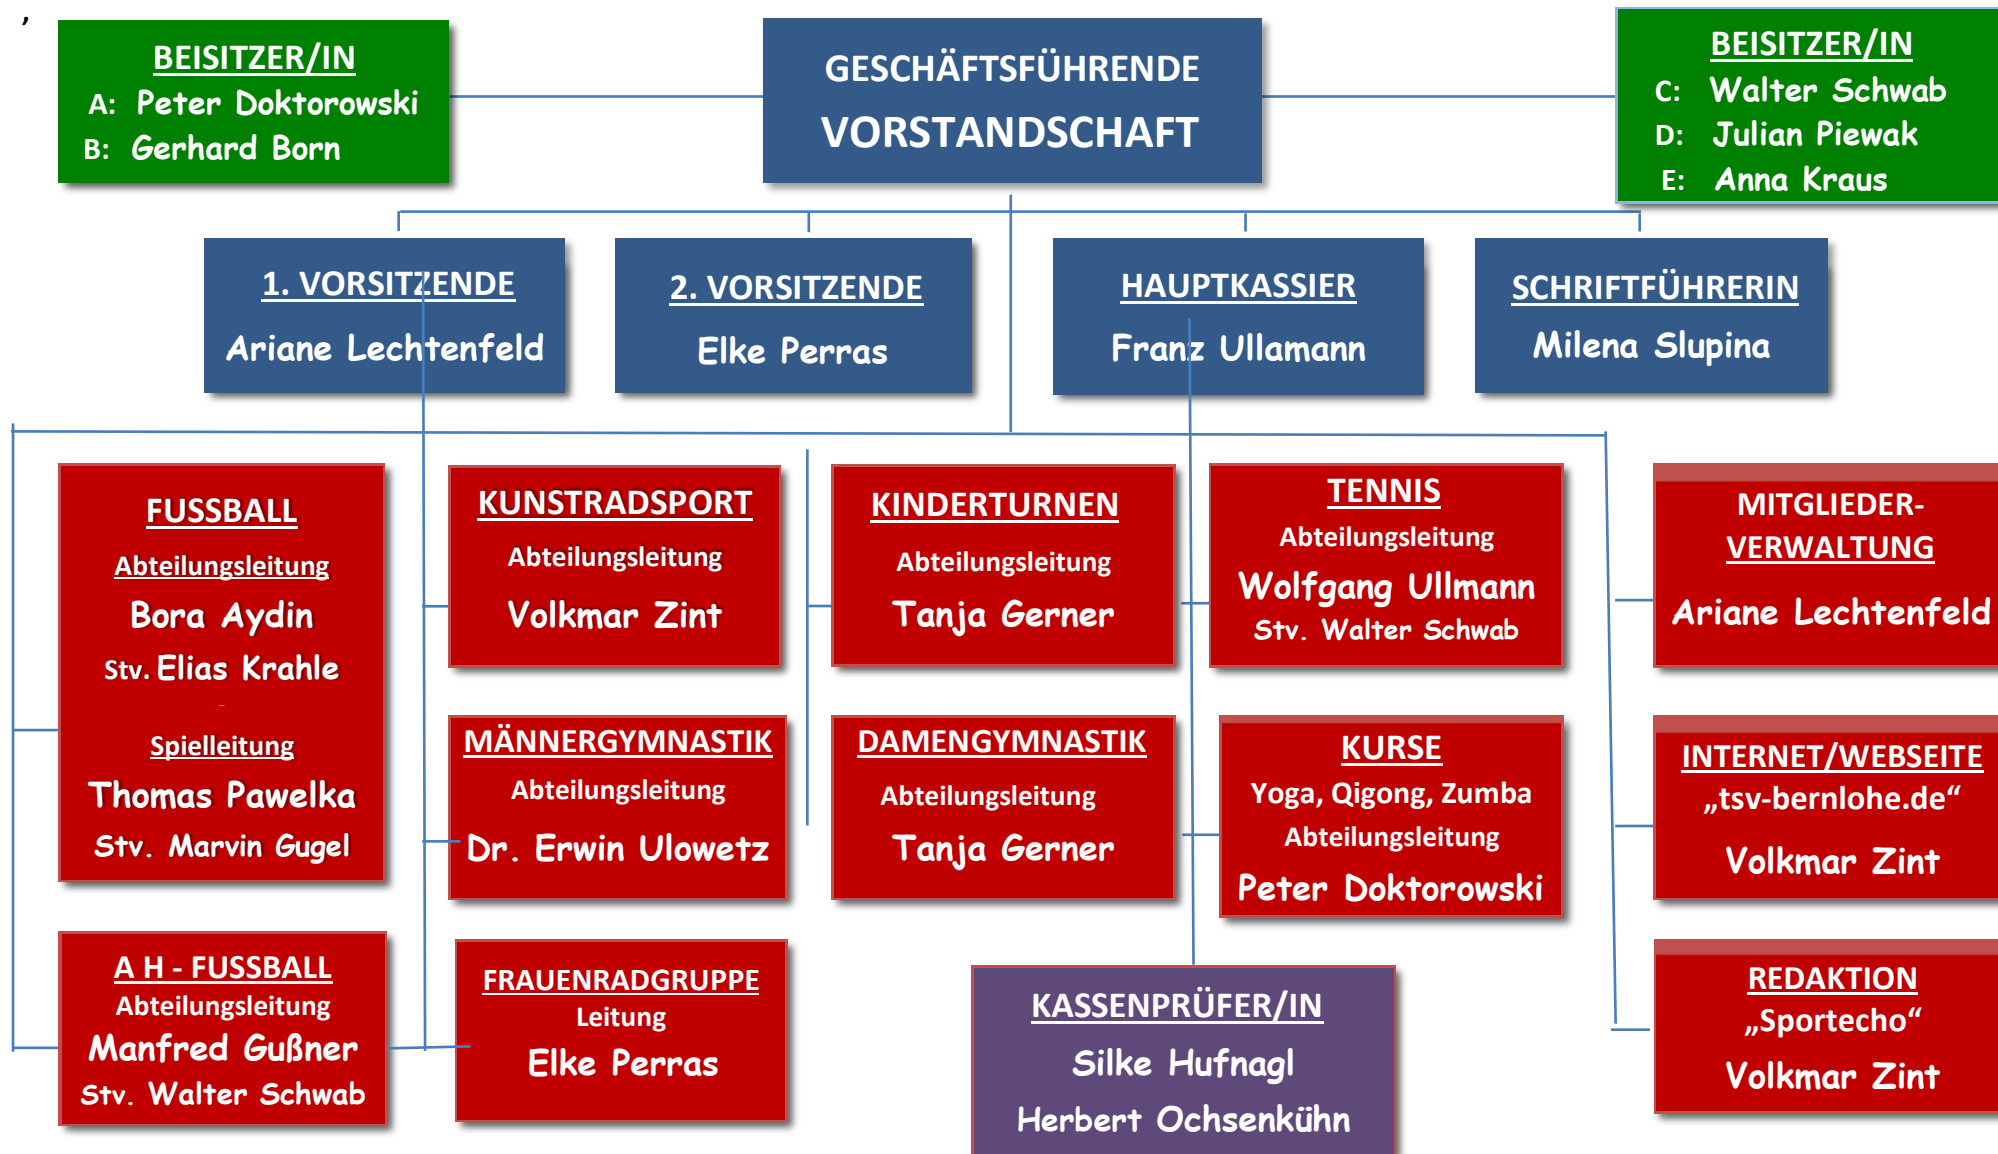 ,
BEISITZER/IN
A: Peter Doktorowski
B: Gerhard Born
GESCHÄFTSFÜHRENDE
VORSTANDSCHAFT
BEISITZER/IN
C: Walter Schwab
D: Julian Piewak
E: Anna Kraus
1. VORSITZENDE
Ariane Lechtenfeld
2. VORSITZENDE
Elke Perras
HAUPTKASSIER
Franz Ullamann
SCHRIFTFÜHRERIN
Milena Slupina
FUSSBALL
Abteilungsleitung
Bora Aydin
Stv. Elias Krahle
Spielleitung
Thomas Pawelka
Stv. Marvin Gugel
KUNSTRADSPORT
Abteilungsleitung
Volkmar Zint
KINDERTURNEN
Abteilungsleitung
Tanja Gerner
TENNIS
Abteilungsleitung
Wolfgang Ullmann
Stv. Walter Schwab
MITGLIEDER-
VERWALTUNG
Ariane Lechtenfeld
MÄNNERGYMNASTIK
Abteilungsleitung
Dr. Erwin Ulowetz
DAMENGYMNASTIK
Abteilungsleitung
Tanja Gerner
KURSE
Yoga, Qigong, Zumba
Abteilungsleitung
Peter Doktorowski
INTERNET/WEBSEITE
„tsv-bernlohe.de“
Volkmar Zint
A H - FUSSBALL
Abteilungsleitung
Manfred Gußner
Stv. Walter Schwab
FRAUENRADGRUPPE
Leitung
Elke Perras
KASSENPRÜFER/IN
Silke Hufnagl
Herbert Ochsenkühn
REDAKTION
„Sportecho“
Volkmar Zint